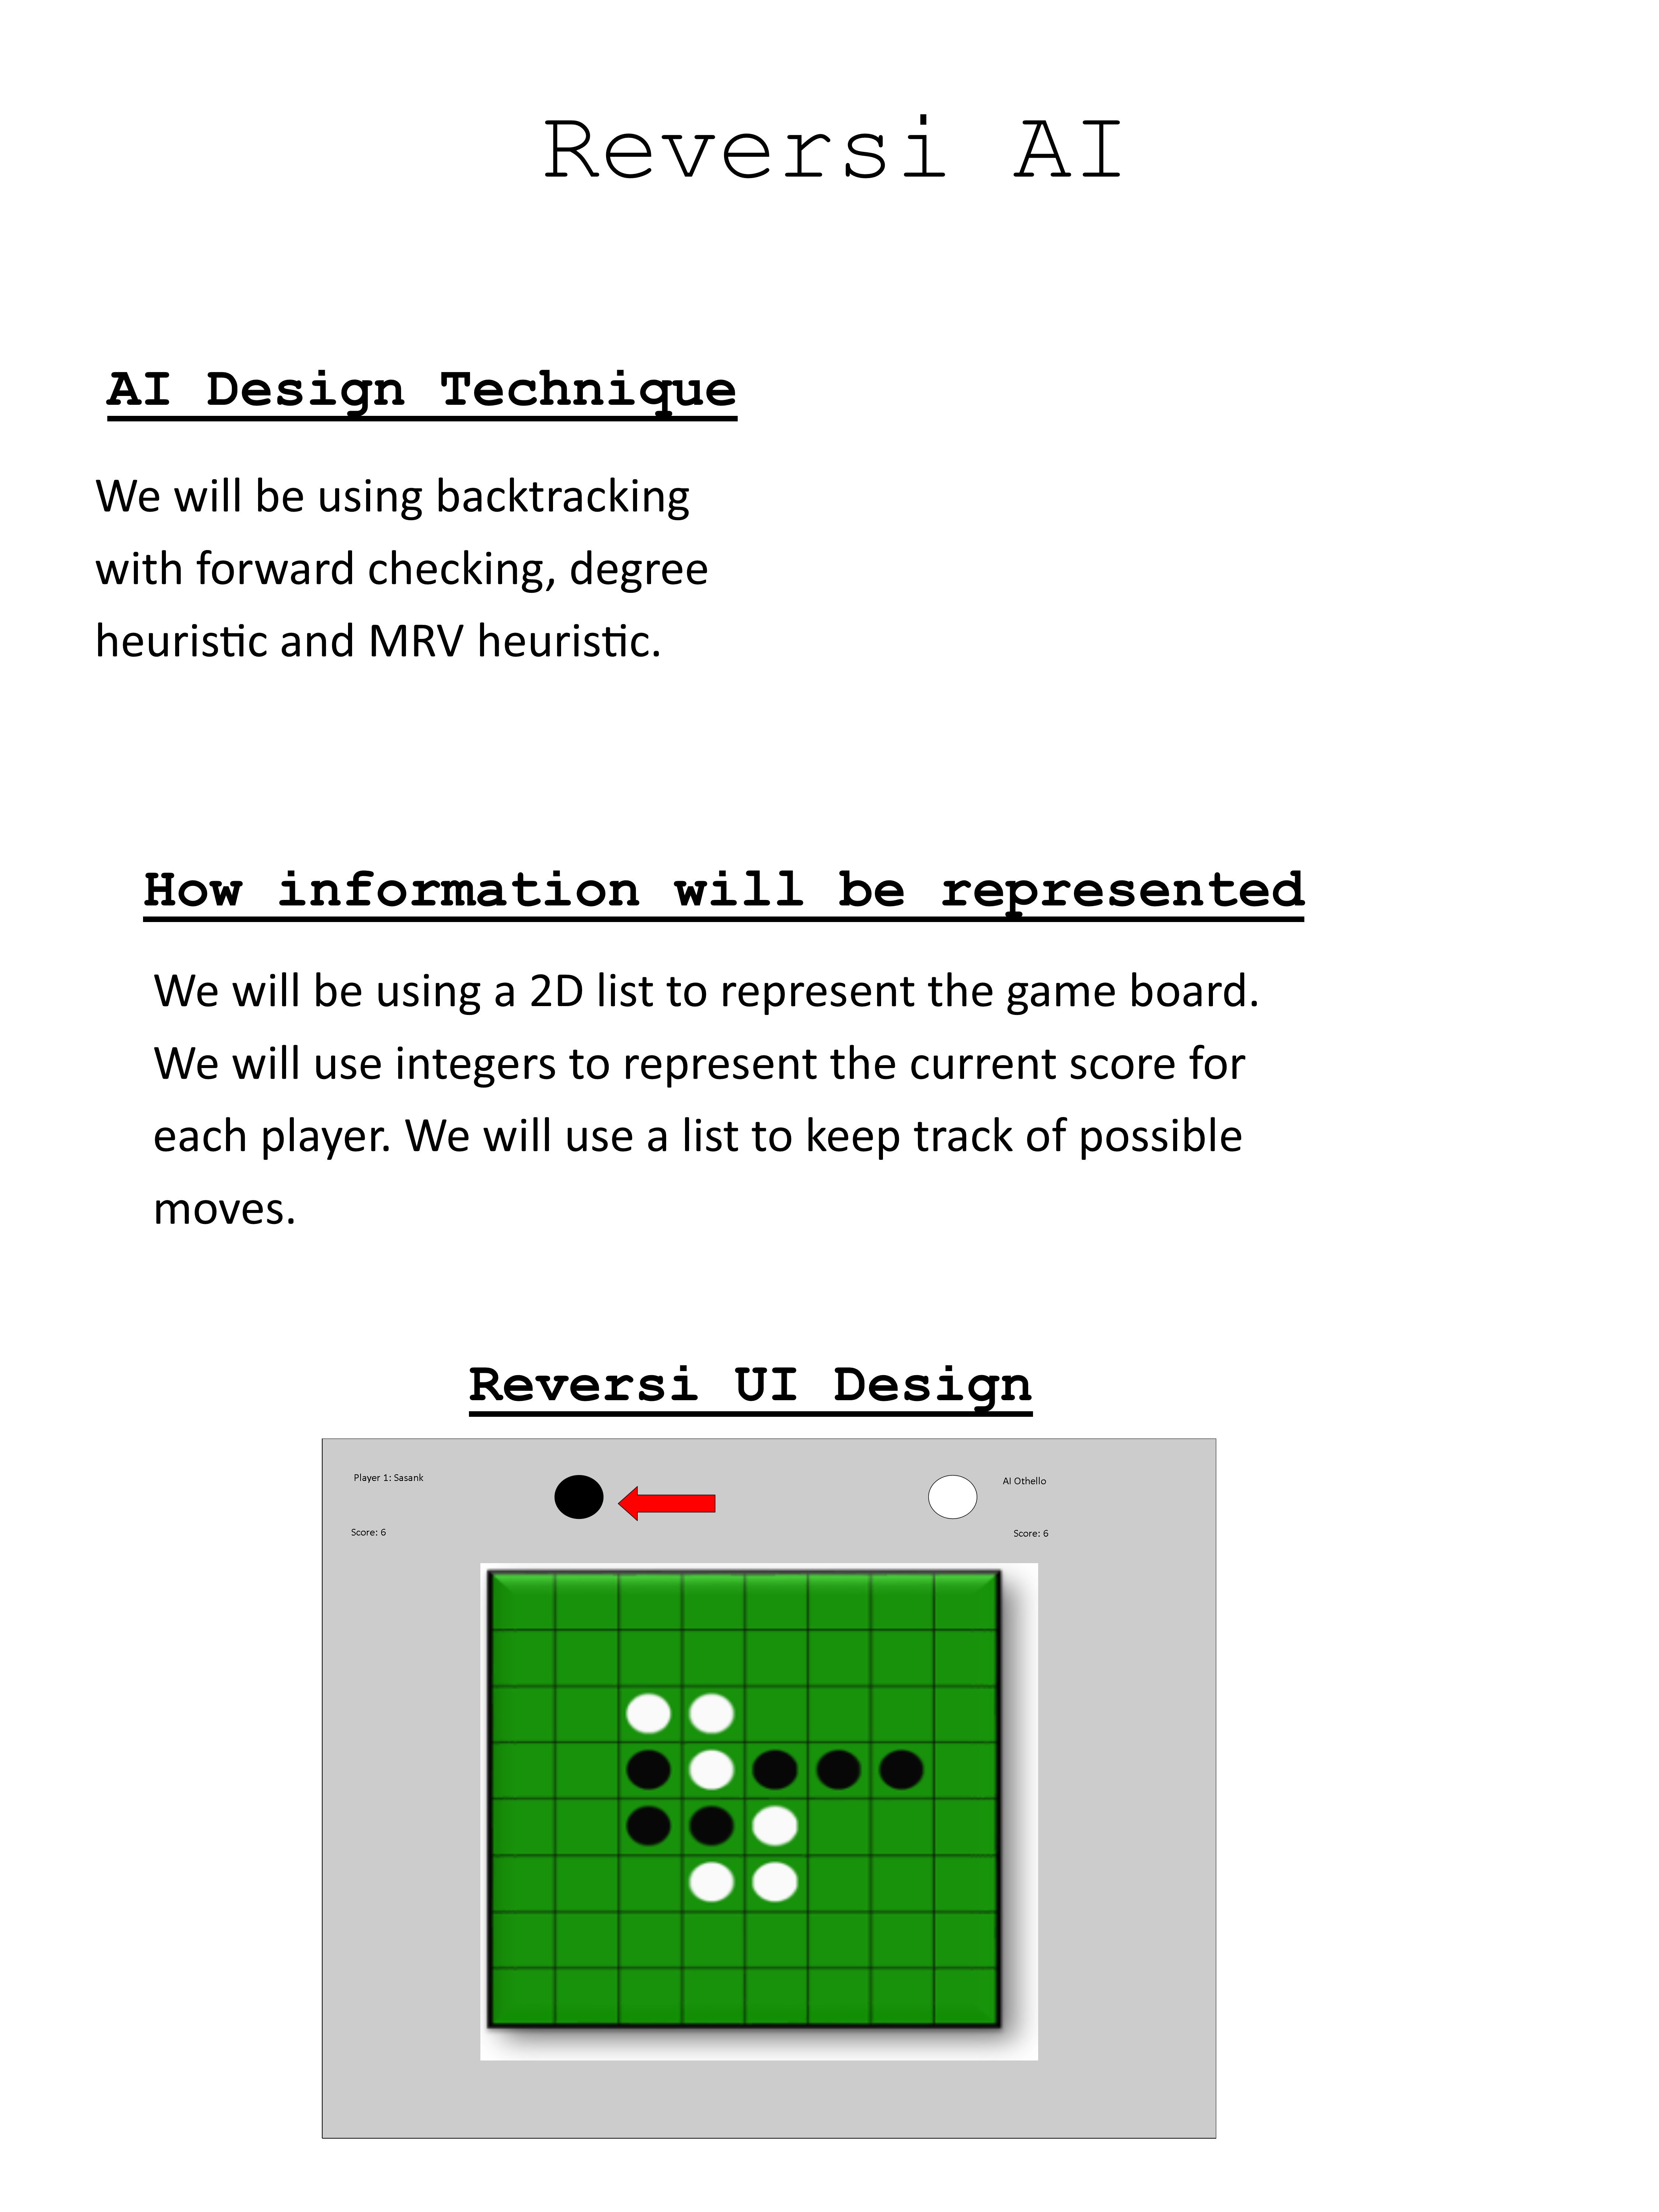 Reversi AI
AI Design Technique
We will be using backtracking
with forward checking, degree
heuristic and MRV heuristic.
How information will be represented
We will be using a 2D list to represent the game board.
We will use integers to represent the current score for
each player. We will use a list to keep track of possible
moves.
Reversi UI Design
Player 1: Sasank
AI Othello
Score: 6
Score: 6